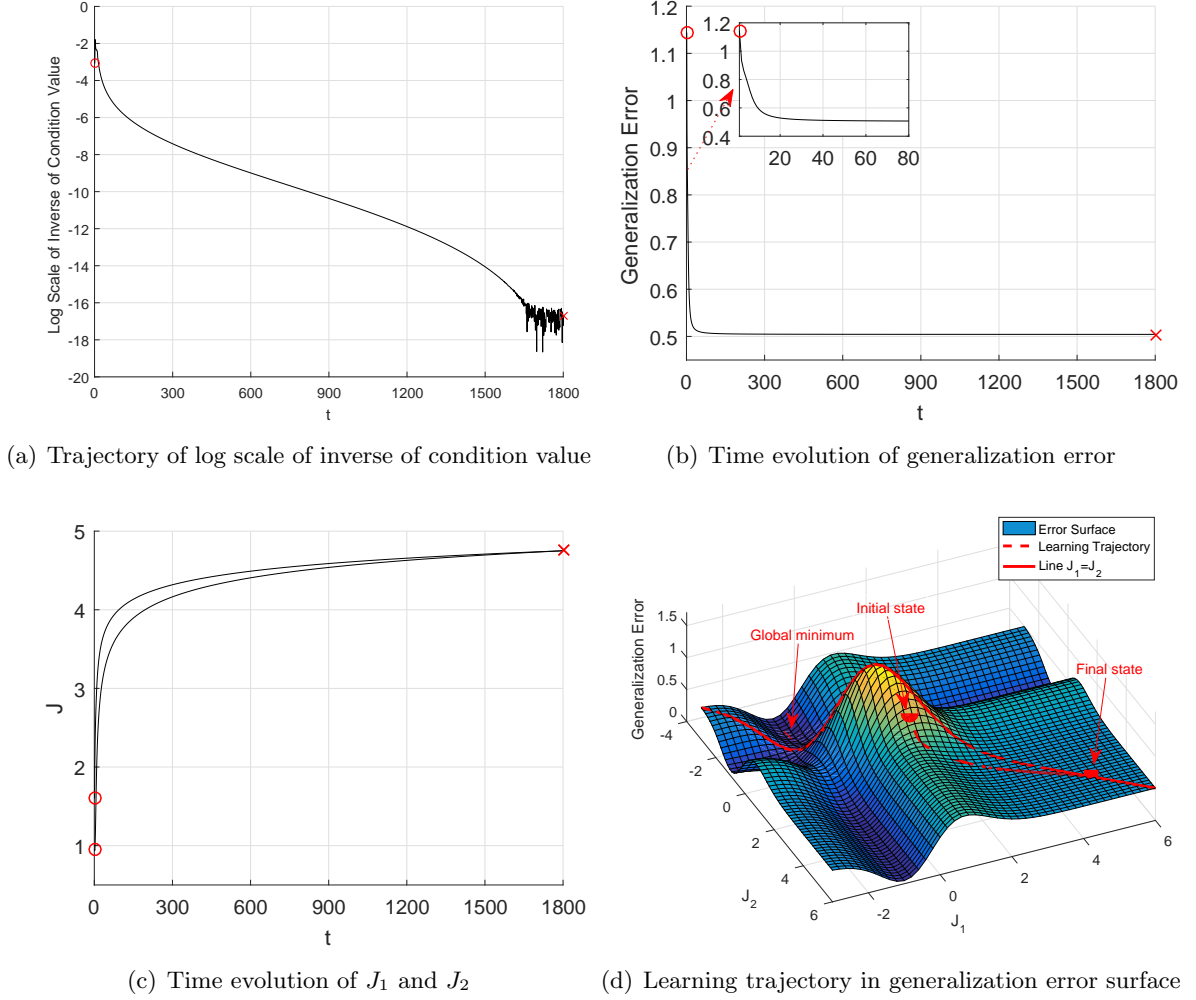 0
-2
-4
-6
-8
-10
-12
-14
-16
-18
-20
0 300 600 900 1200 1500 1800
t
Log Scale of Inverse of Condition Value
(a) Trajectory of log scale of inverse of condition value
1.2
1.1
1
0.9
0.8
0.7
0.6
0.5
0 300 600 900 1200 1500 1800
t
Generalization Error
1.2
1
0.8
0.6
0.4
20 40 60 80
(b) Time evolution of generalization error
5
4
3
2
1
0 300 600 900 1200 1500 1800
t
J
(c) Time evolution of J₁ and J₂
Error Surface
Learning Trajectory
Line J₁=J₂
Initial state
Global minimum
Final state
Generalization Error
1.5
1
0.5
0
-4
-2
0
2
4
6
J₂
-2
0
2
4
6
J₁
(d) Learning trajectory in generalization error surface